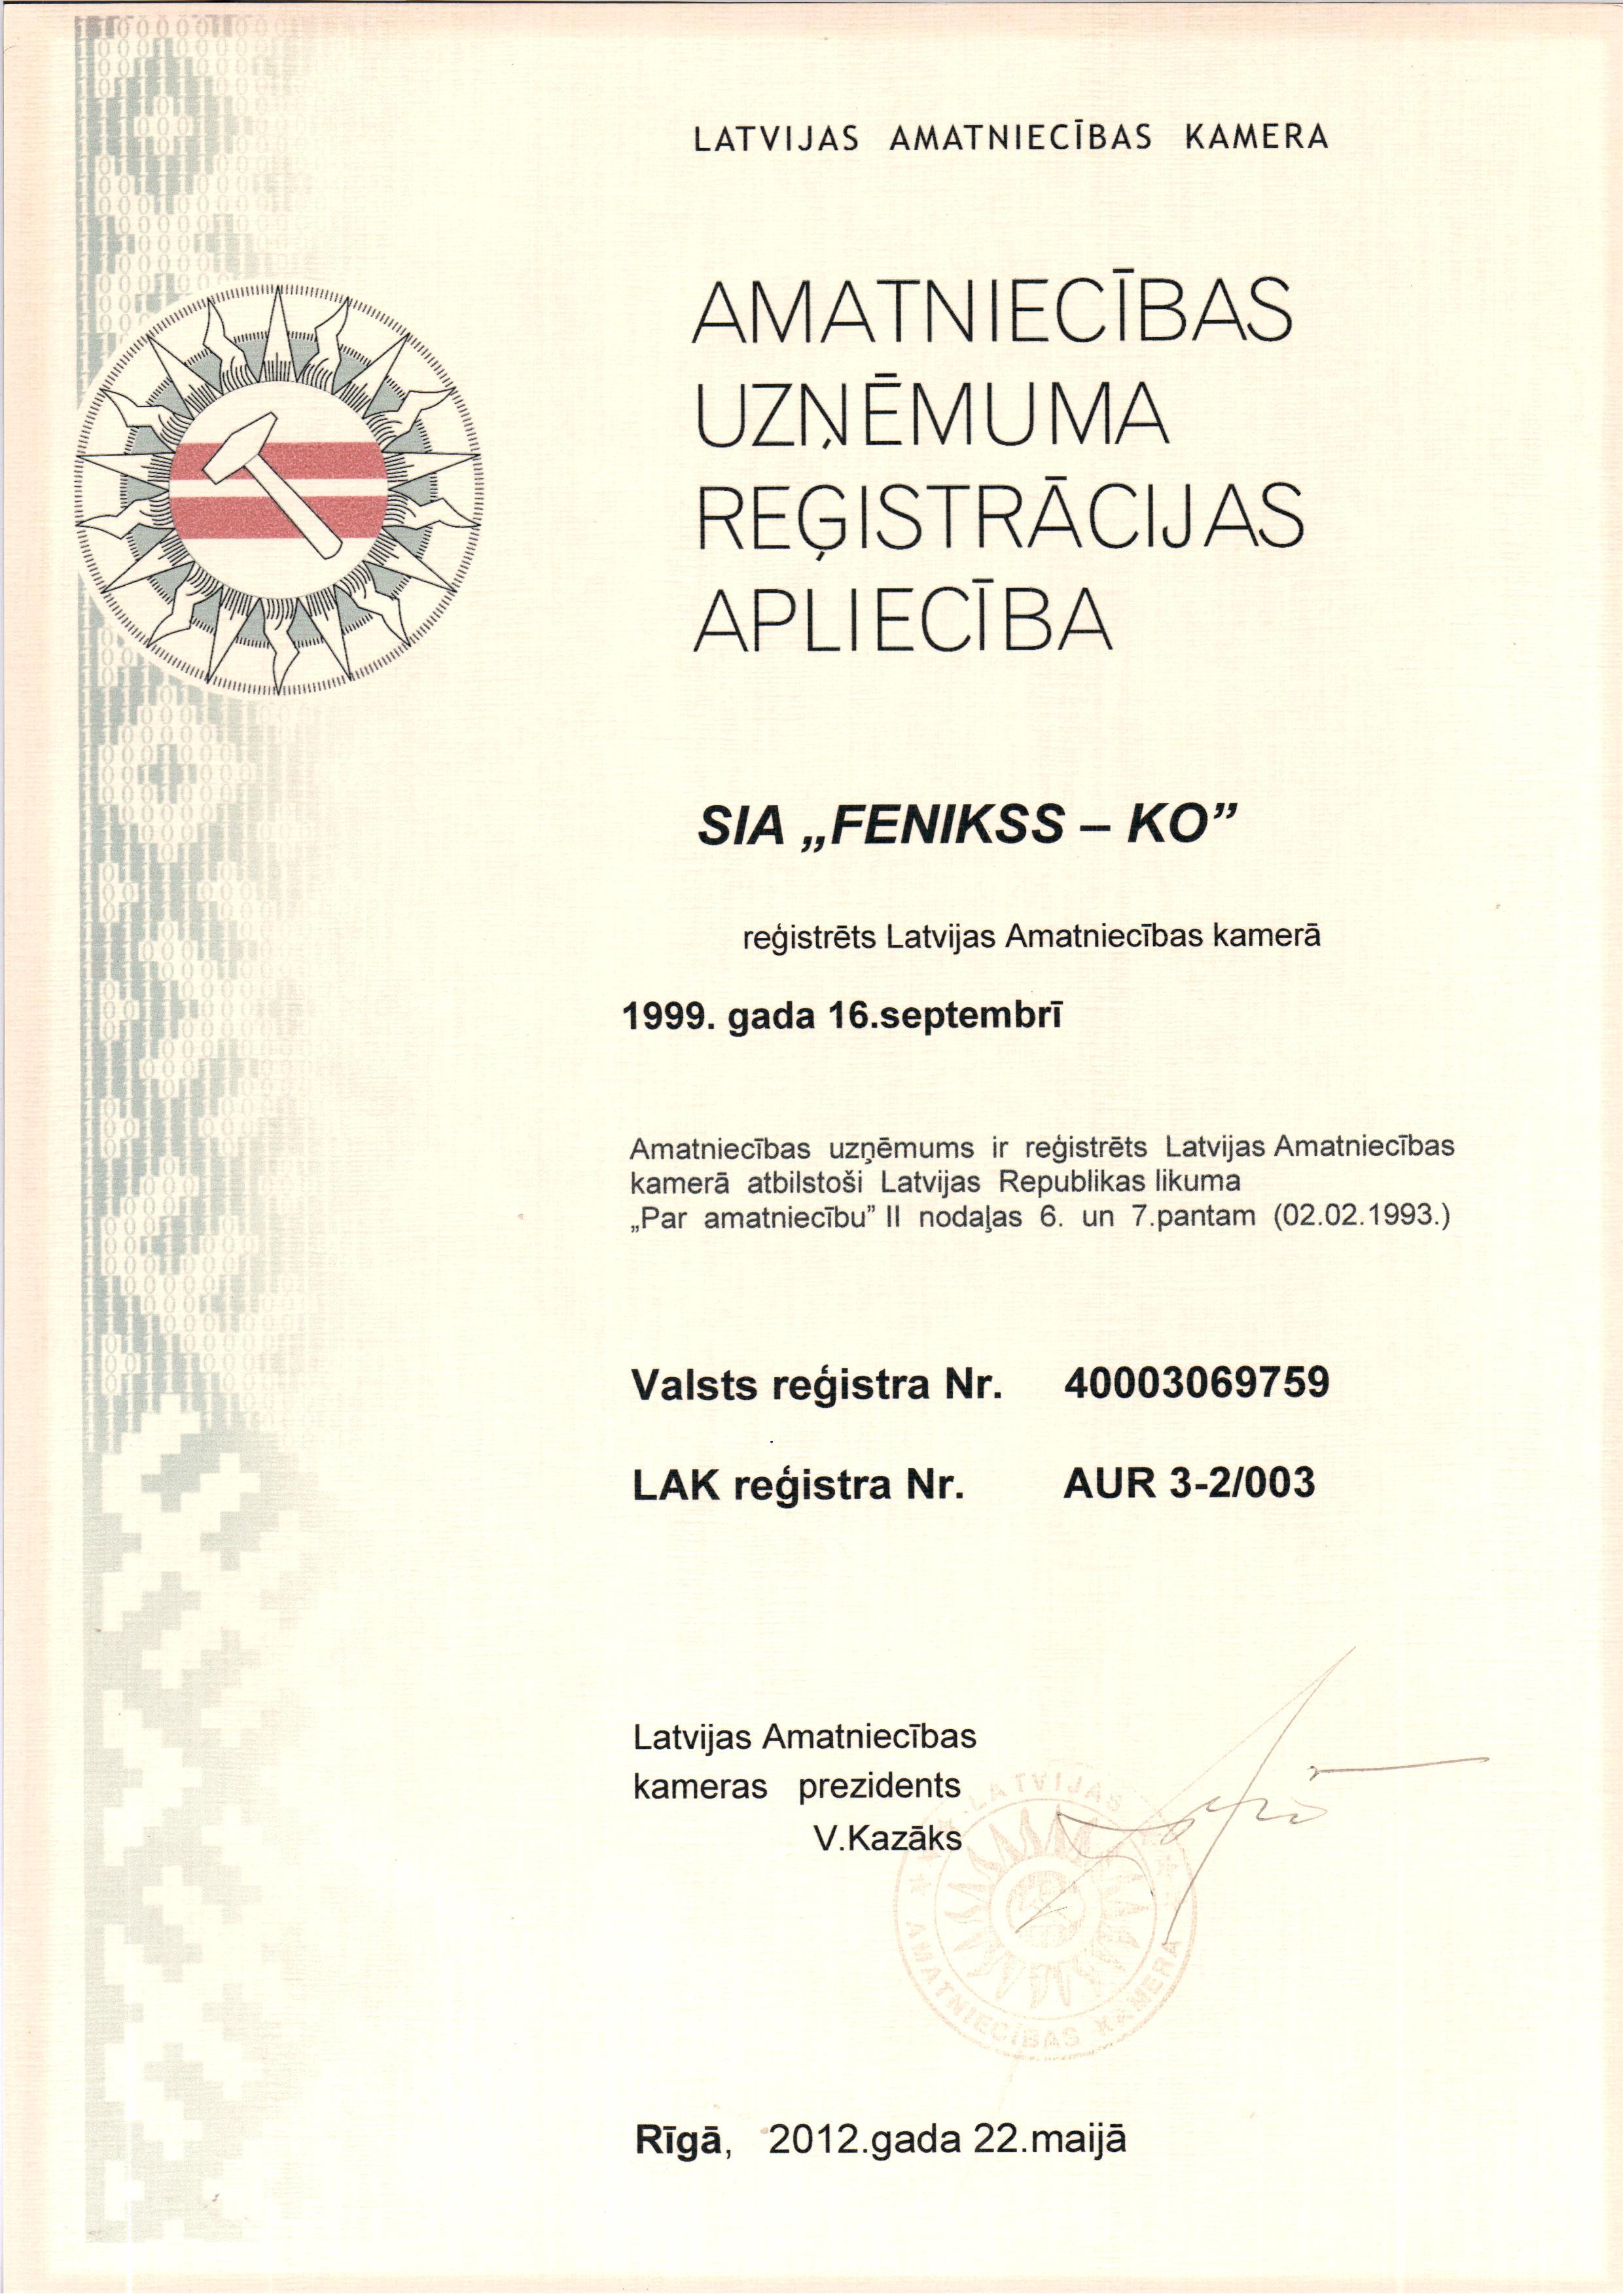 LATVIJAS AMATNIECĪBAS KAMERA
AMATNIECĪBAS
UZŅĒMUMA
REĢISTRĀCIJAS
APLIECĪBA
SIA „FENIKSS – KO”
reģistrēts Latvijas Amatniecības kamerā
1999. gada 16.septembrī
Amatniecības uzņēmums ir reģistrēts Latvijas Amatniecības
kamerā atbilstoši Latvijas Republikas likuma
„Par amatniecību” II nodaļas 6. un 7.pantam (02.02.1993.)
Valsts reģistra Nr. 40003069759
LAK reģistra Nr. AUR 3-2/003
Latvijas Amatniecības
kameras prezidents
V.Kazāks
LATVIJAS
AMATNIECĪBAS KAMERA
Rīgā, 2012.gada 22.maijā